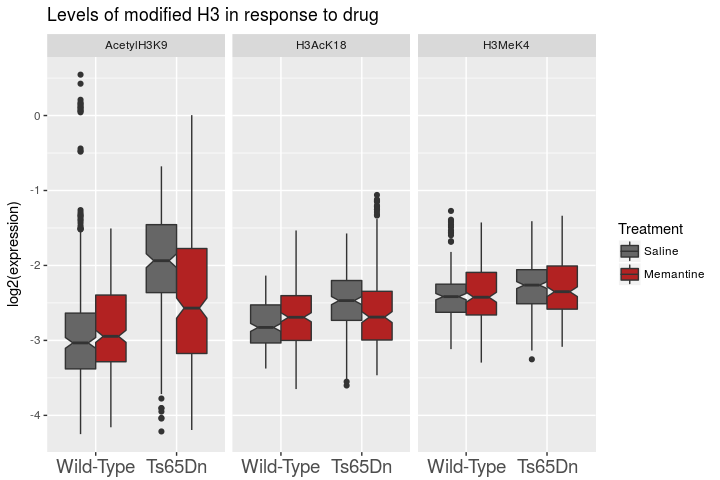 Levels of modified H3 in response to drug
AcetylH3K9
H3AcK18
H3MeK4
0
-1
-2
-3
-4
log2(expression)
Wild-Type
Ts65Dn
Wild-Type
Ts65Dn
Wild-Type
Ts65Dn
Treatment
Saline
Memantine